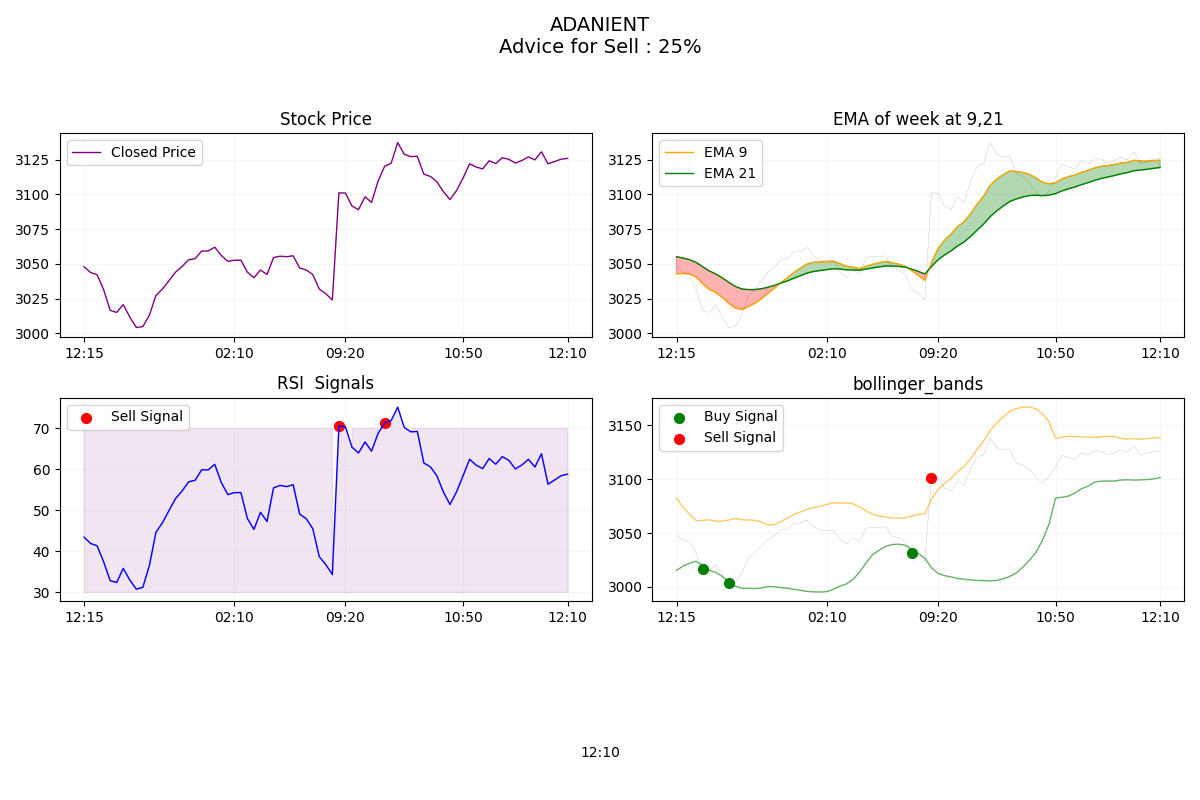 ADANIENT
Advice for Sell : 25%
Stock Price
Closed Price
3125
3100
3075
3050
3025
3000
12:15 02:10 09:20 10:50 12:10
EMA of week at 9,21
EMA 9
EMA 21
3125
3100
3075
3050
3025
3000
12:15 02:10 09:20 10:50 12:10
RSI  Signals
Sell Signal
70
60
50
40
30
12:15 02:10 09:20 10:50 12:10
bollinger_bands
Buy Signal
Sell Signal
3150
3100
3050
3000
12:15 02:10 09:20 10:50 12:10
12:10